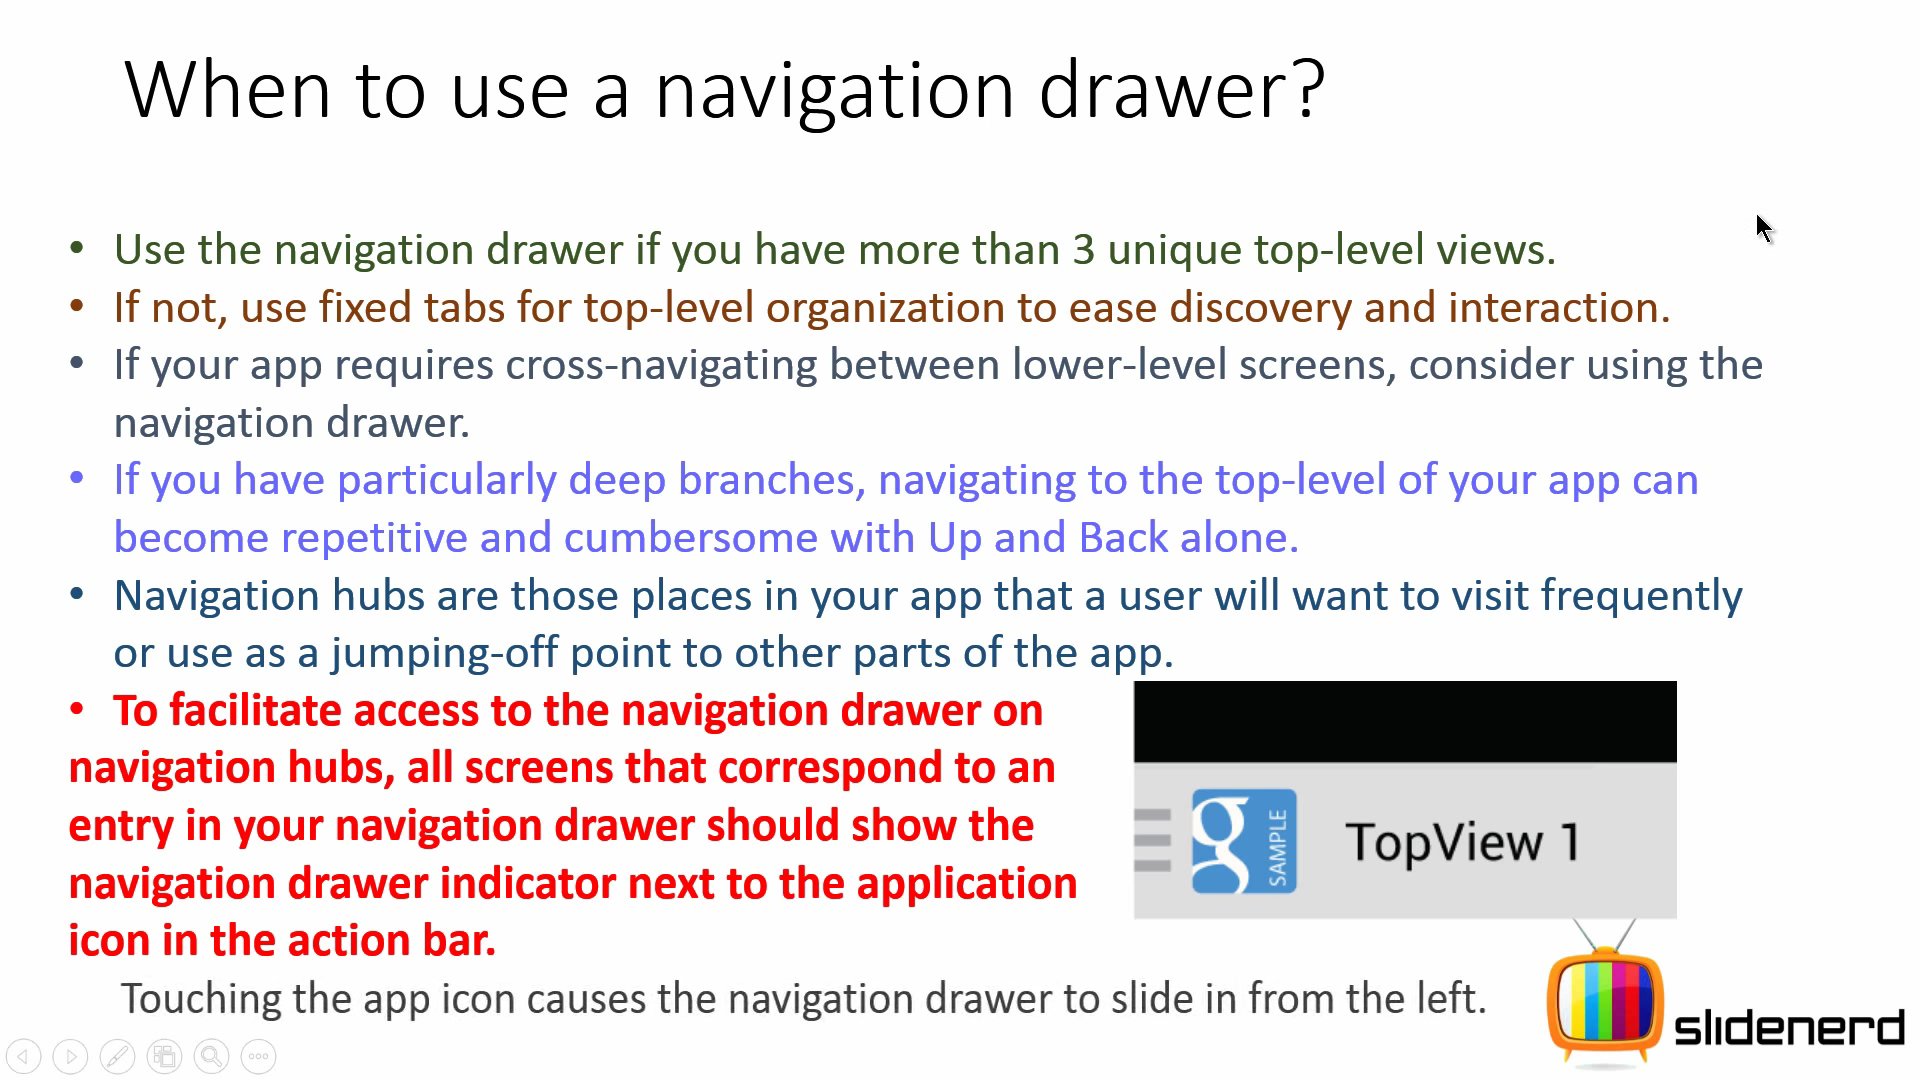 When to use a navigation drawer?
• Use the navigation drawer if you have more than 3 unique top-level views.
• If not, use fixed tabs for top-level organization to ease discovery and interaction.
• If your app requires cross-navigating between lower-level screens, consider using the
navigation drawer.
• If you have particularly deep branches, navigating to the top-level of your app can
become repetitive and cumbersome with Up and Back alone.
• Navigation hubs are those places in your app that a user will want to visit frequently
or use as a jumping-off point to other parts of the app.
• To facilitate access to the navigation drawer on
navigation hubs, all screens that correspond to an
entry in your navigation drawer should show the
navigation drawer indicator next to the application
icon in the action bar.
g SAMPLE TopView 1
Touching the app icon causes the navigation drawer to slide in from the left.
slidenerd